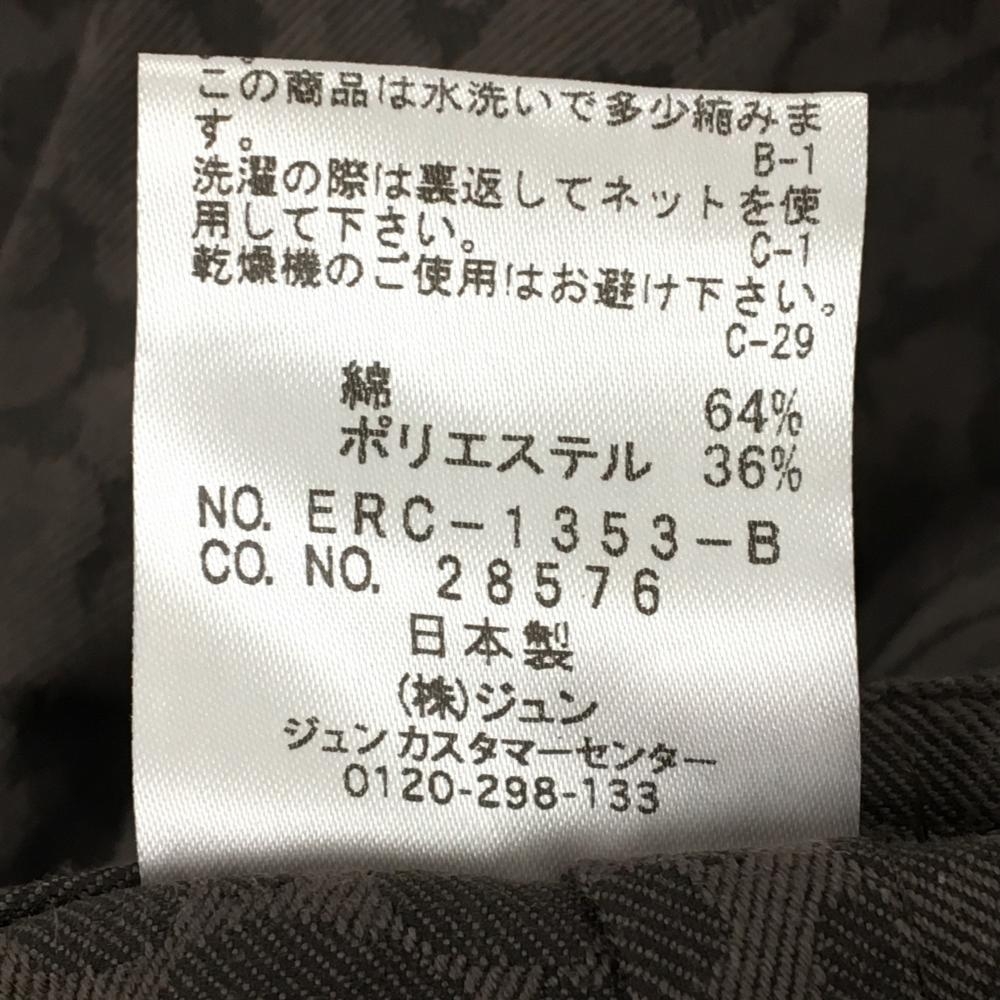 この商品は水洗いで多少縮みま
す。
B-1
洗濯の際は裏返してネットを使
用して下さい。
C-1
乾燥機のご使用はお避け下さい。
C-29
綿 64%
ポリエステル 36%
NO. ERC-1353-B
CO. NO. 28576
日本製
(株)ジュン
ジュンカスタマーセンター
0120-298-133